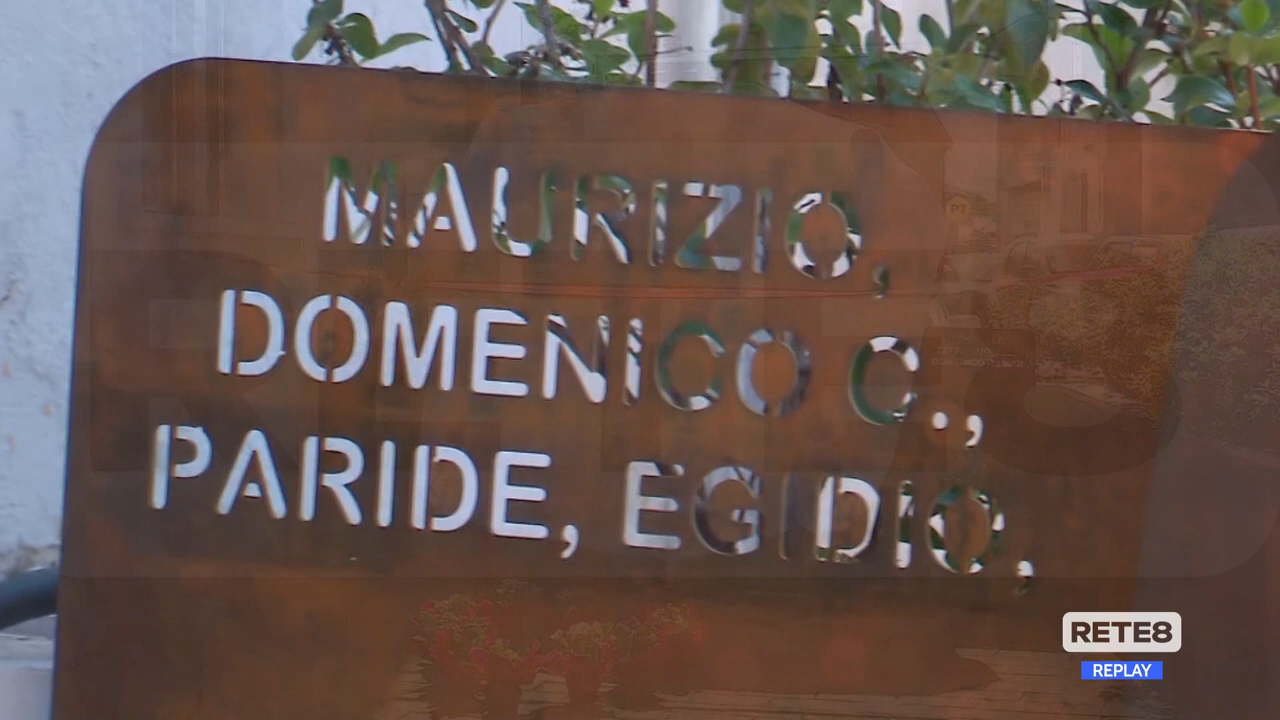 MAURIZIO,
DOMENICO C.,
PARIDE, EGIDIO,
RETE8
REPLAY